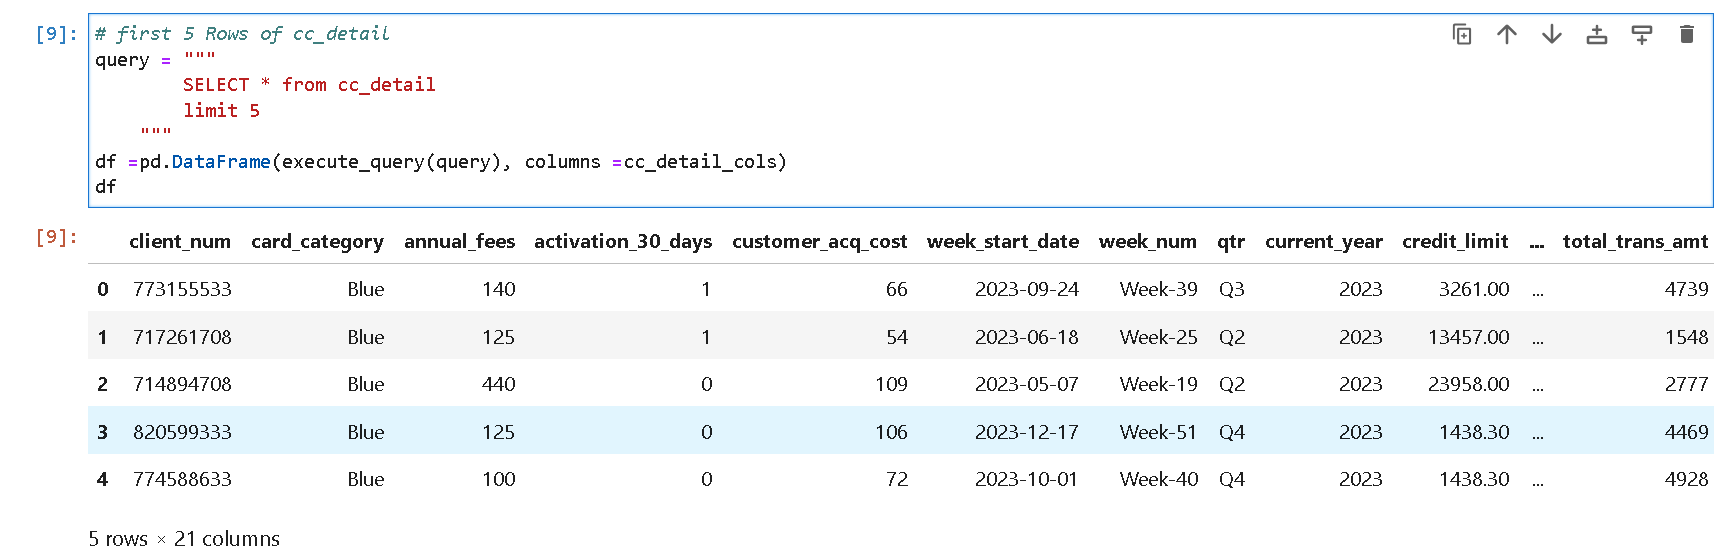 [9]: # first 5 Rows of cc_detail
query = """
SELECT * from cc_detail
limit 5
"""
df =pd.DataFrame(execute_query(query), columns =cc_detail_cols)
df
[9]: client_num card_category annual_fees activation_30_days customer_acq_cost week_start_date week_num qtr current_year credit_limit ... total_trans_amt
0 773155533 Blue 140 1 66 2023-09-24 Week-39 Q3 2023 3261.00 ... 4739
1 717261708 Blue 125 1 54 2023-06-18 Week-25 Q2 2023 13457.00 ... 1548
2 714894708 Blue 440 0 109 2023-05-07 Week-19 Q2 2023 23958.00 ... 2777
3 820599333 Blue 125 0 106 2023-12-17 Week-51 Q4 2023 1438.30 ... 4469
4 774588633 Blue 100 0 72 2023-10-01 Week-40 Q4 2023 1438.30 ... 4928
5 rows × 21 columns